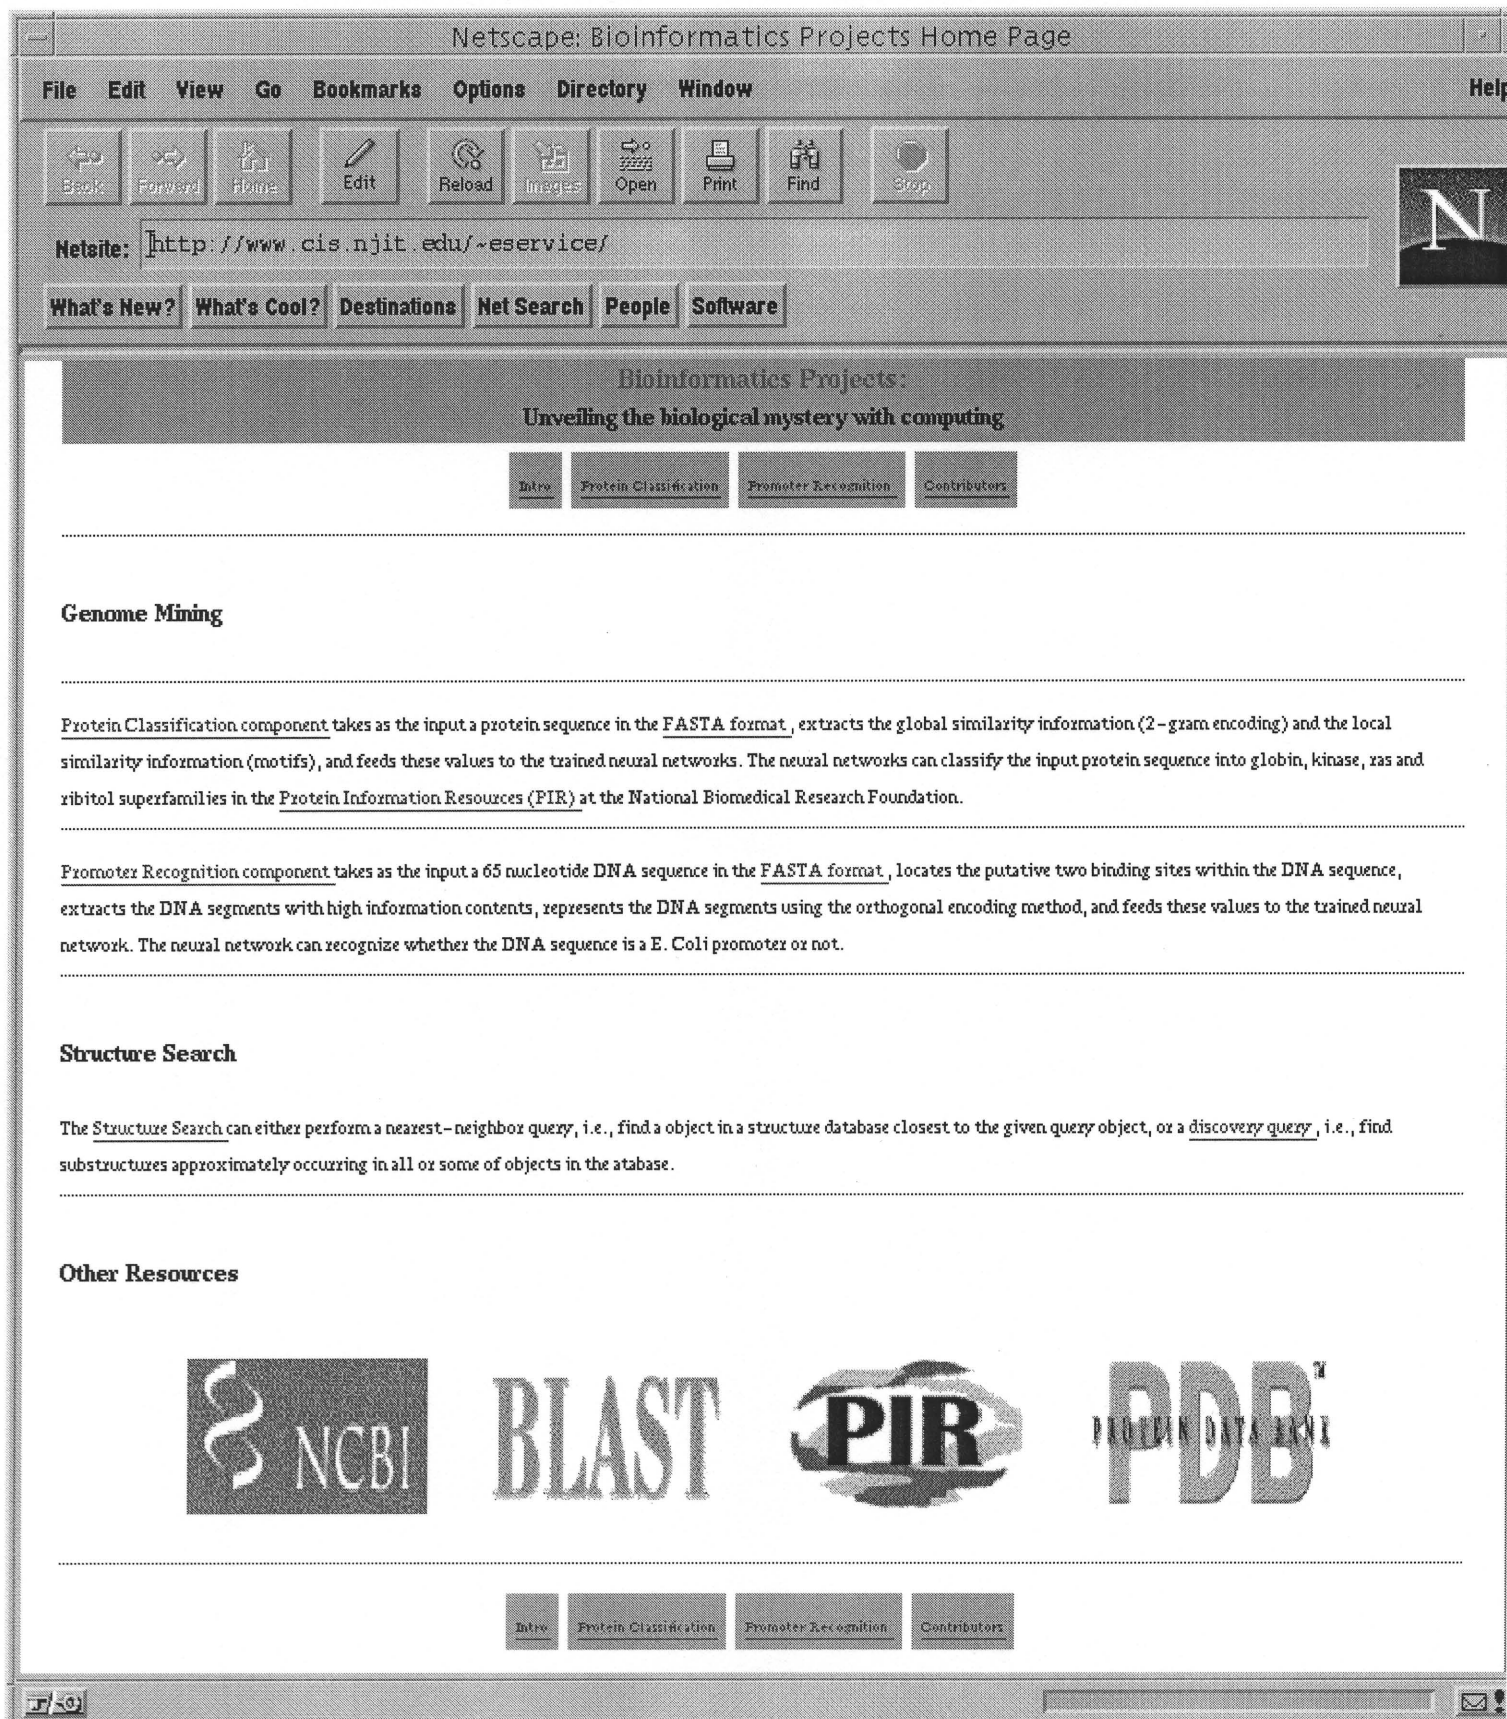 Netscape: Bioinformatics Projects Home Page
File Edit View Go Bookmarks Options Directory Window Help
Back Forward Home Edit Reload Images Open Print Find Stop
N
Netsite: http://www.cis.njit.edu/~eservice/
What's New? What's Cool? Destinations Net Search People Software
Bioinformatics Projects:
Unveiling the biological mystery with computing
Intro Protein Classification Promoter Recognition Contributors
Genome Mining
Protein Classification component takes as the input a protein sequence in the FASTA format , extracts the global similarity information (2-gram encoding) and the local
similarity information (motifs), and feeds these values to the trained neural networks. The neural networks can classify the input protein sequence into globin, kinase, ras and
ribitol superfamilies in the Protein Information Resources (PIR) at the National Biomedical Research Foundation.
Promoter Recognition component takes as the input a 65 nucleotide DNA sequence in the FASTA format , locates the putative two binding sites within the DNA sequence,
extracts the DNA segments with high information contents, represents the DNA segments using the orthogonal encoding method, and feeds these values to the trained neural
network. The neural network can recognize whether the DNA sequence is a E. Coli promoter or not.
Structure Search
The Structure Search can either perform a nearest-neighbor query, i.e., find a object in a structure database closest to the given query object, or a discovery query , i.e., find
substructures approximately occurring in all or some of objects in the atabase.
Other Resources
NCBI BLAST PIR PDB
PROTEIN DATA BANK
Intro Protein Classification Promoter Recognition Contributors